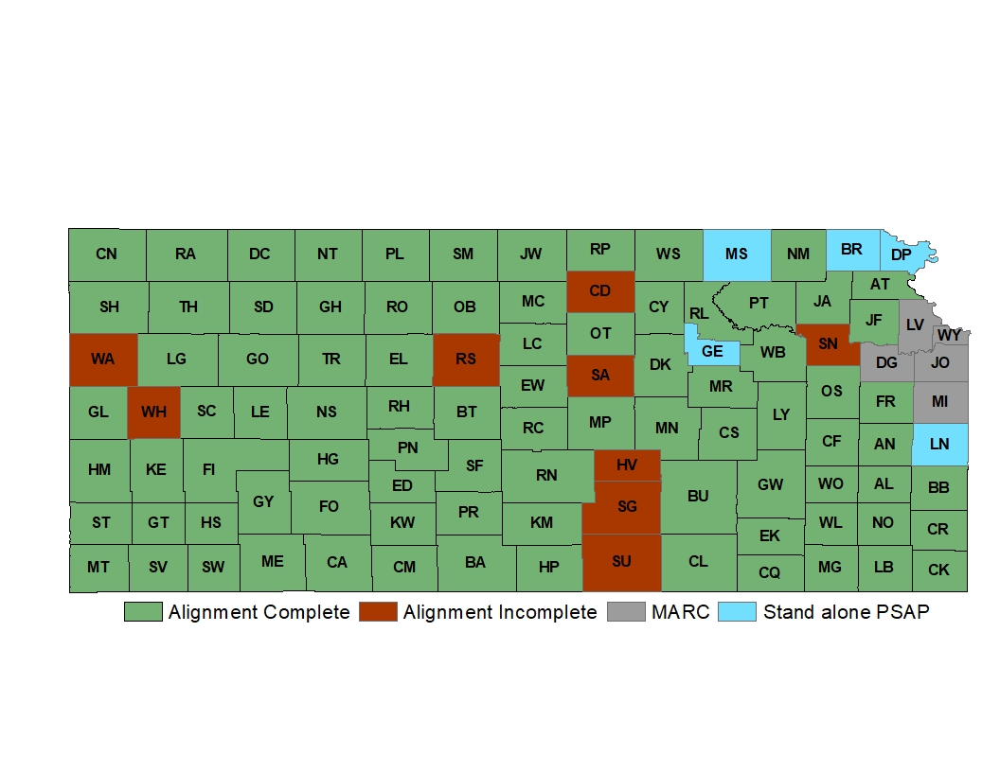 CN RA DC NT PL SM JW RP WS MS NM BR DP
SH TH SD GH RO OB MC CD CY RL PT JA AT
WA LG GO TR EL RS LC OT DK GE WB SN JF LV WY
GL WH SC LE NS RH BT EW SA MR OS DG JO
RC MP MN CS LY FR MI
HM KE FI HG PN SF RN HV CF AN LN
GY FO ED SG BU GW WO AL BB
ST GT HS KW PR KM EK WL NO CR
MT SV SW ME CA CM BA HP SU CL CQ MG LB CK
Alignment Complete Alignment Incomplete MARC Stand alone PSAP